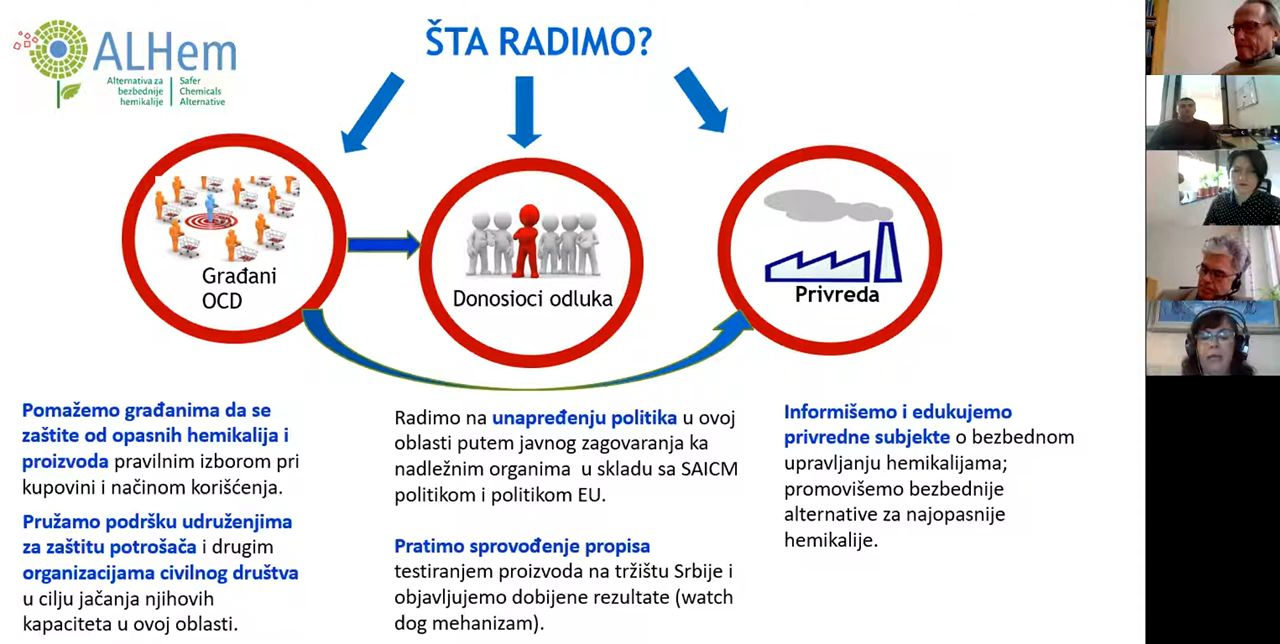 ALHem
Alternativa za
bezbednije
hemikalije
Safer
Chemicals
Alternative
ŠTA RADIMO?
Građani
OCD
Donosioci odluka
Privreda
Pomažemo građanima da se
zaštite od opasnih hemikalija i
proizvoda pravilnim izborom pri
kupovini i načinom korišćenja.
Pružamo podršku udruženjima
za zaštitu potrošača i drugim
organizacijama civilnog društva
u cilju jačanja njihovih
kapaciteta u ovoj oblasti.
Radimo na unapređenju politika u ovoj
oblasti putem javnog zagovaranja ka
nadležnim organima u skladu sa SAICM
politikom i politikom EU.
Pratimo sprovođenje propisa
testiranjem proizvoda na tržištu Srbije i
objavljujemo dobijene rezultate (watch
dog mehanizam).
Informišemo i edukujemo
privredne subjekte o bezbednom
upravljanju hemikalijama;
promovišemo bezbednije
alternative za najopasnije
hemikalije.